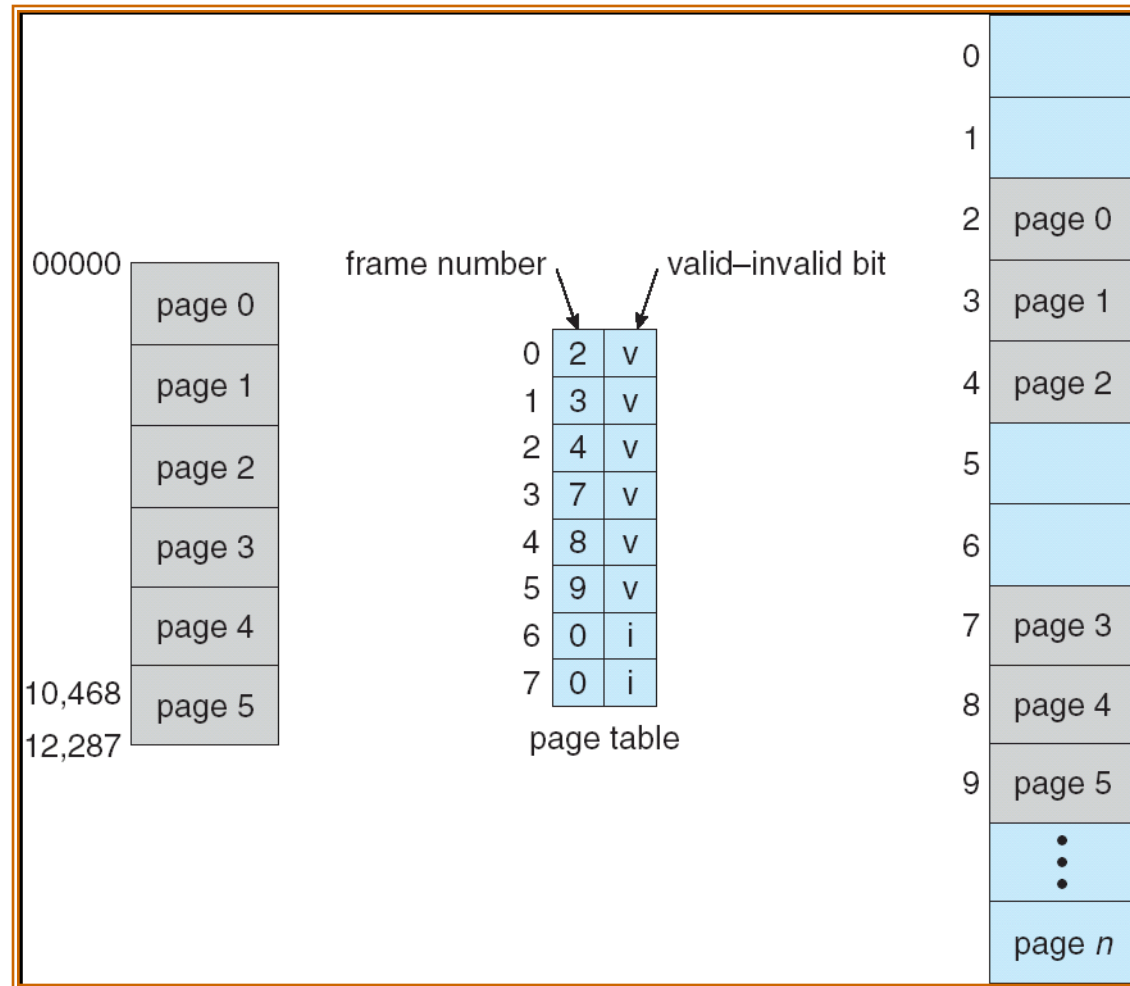 00000
page 0
page 1
page 2
page 3
page 4
page 5
10,468
12,287
frame number
valid–invalid bit
0 2 v
1 3 v
2 4 v
3 7 v
4 8 v
5 9 v
6 0 i
7 0 i
page table
0
1
2 page 0
3 page 1
4 page 2
5
6
7 page 3
8 page 4
9 page 5
page n